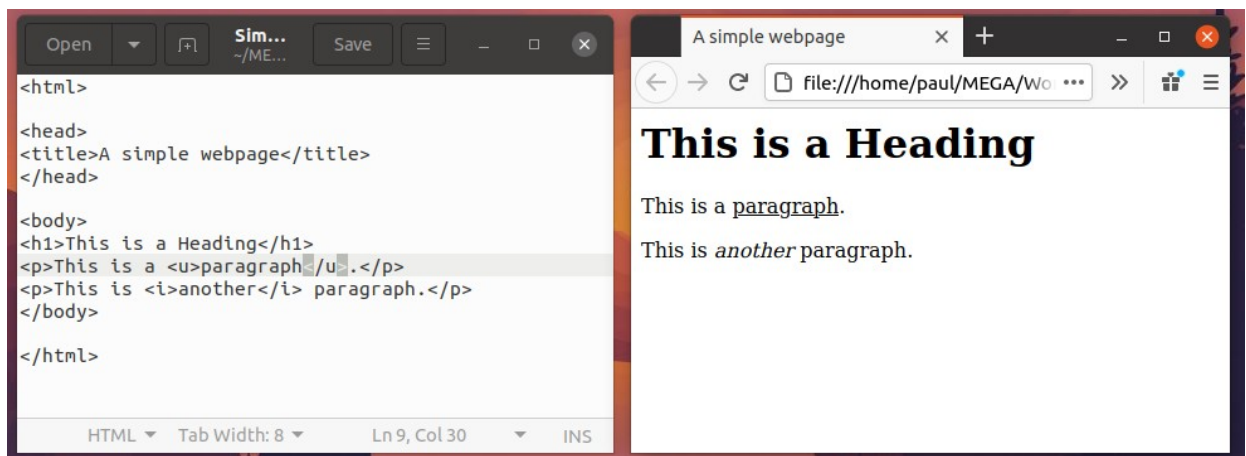 Open
Sim...
~/ME...
Save
<html>
<head>
<title>A simple webpage</title>
</head>
<body>
<h1>This is a Heading</h1>
<p>This is a <u>paragraph</u>.</p>
<p>This is <i>another</i> paragraph.</p>
</body>
</html>
HTML Tab Width: 8 Ln 9, Col 30 INS
A simple webpage
file:///home/paul/MEGA/Wo
This is a Heading
This is a paragraph.
This is another paragraph.